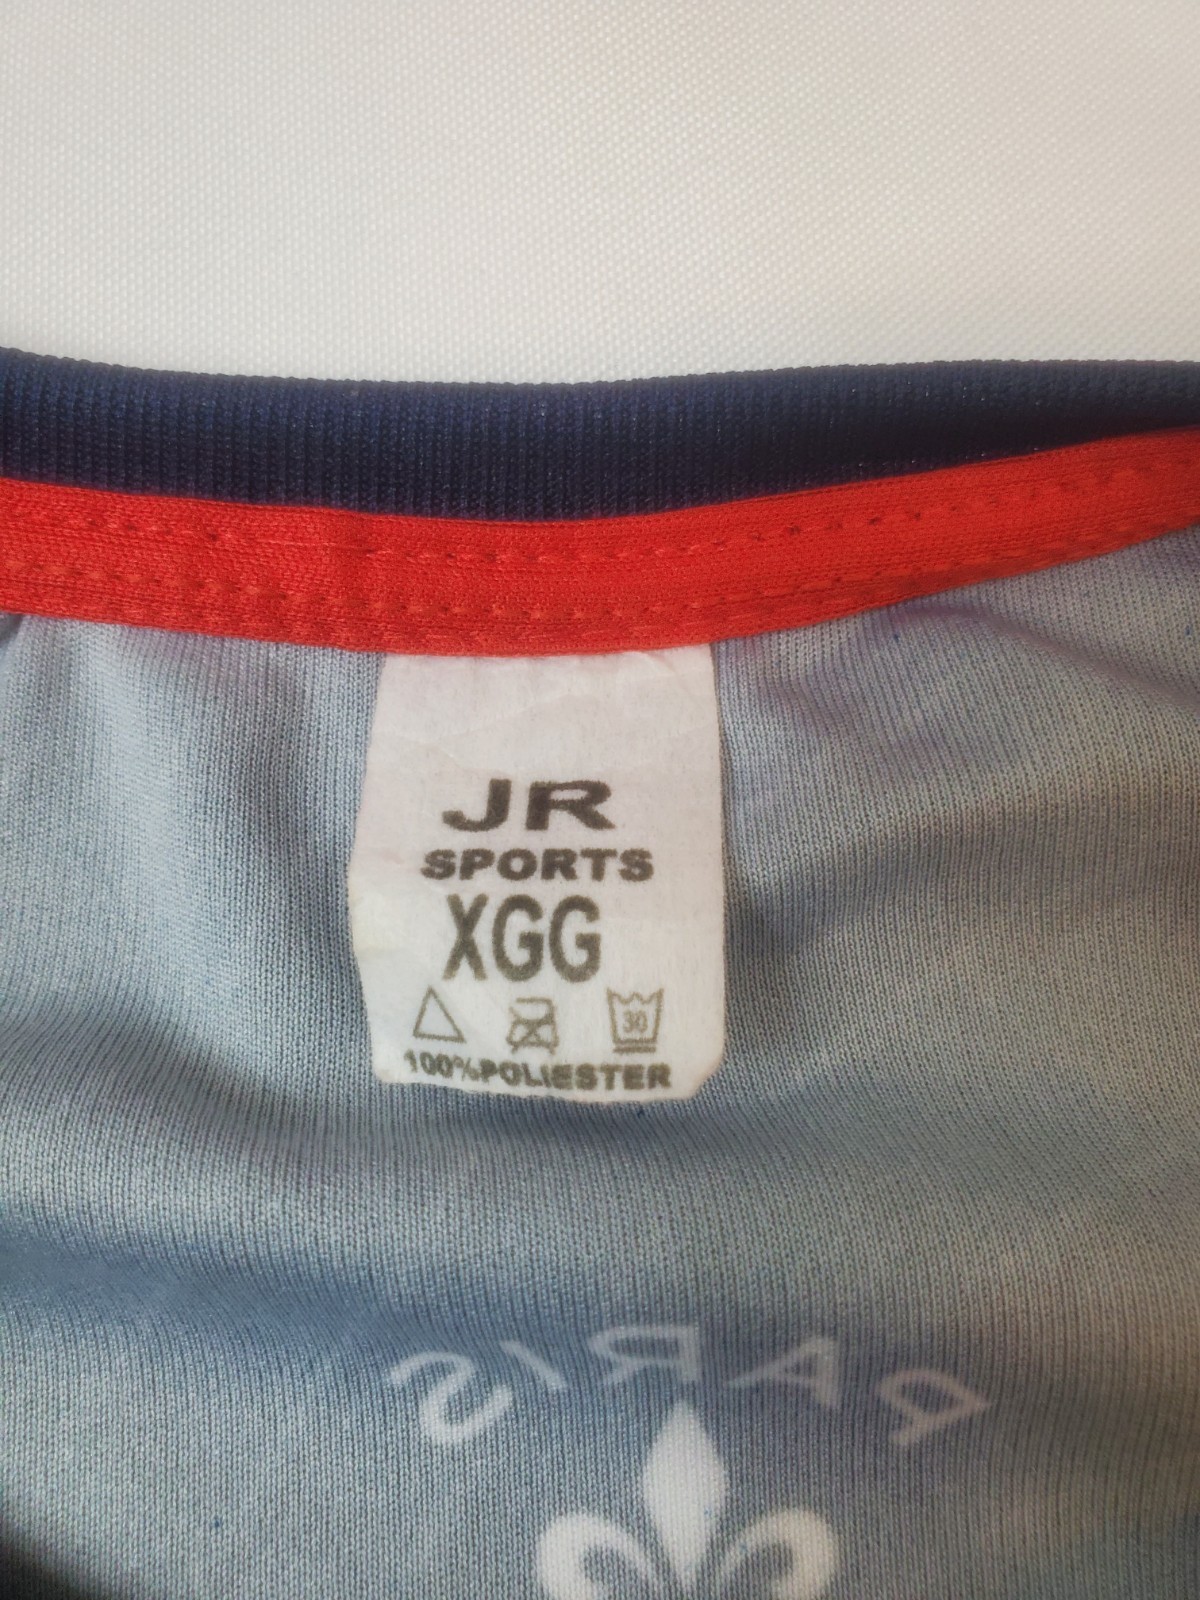 JR
SPORTS
XGG
30
100%POLIESTER
PARIS